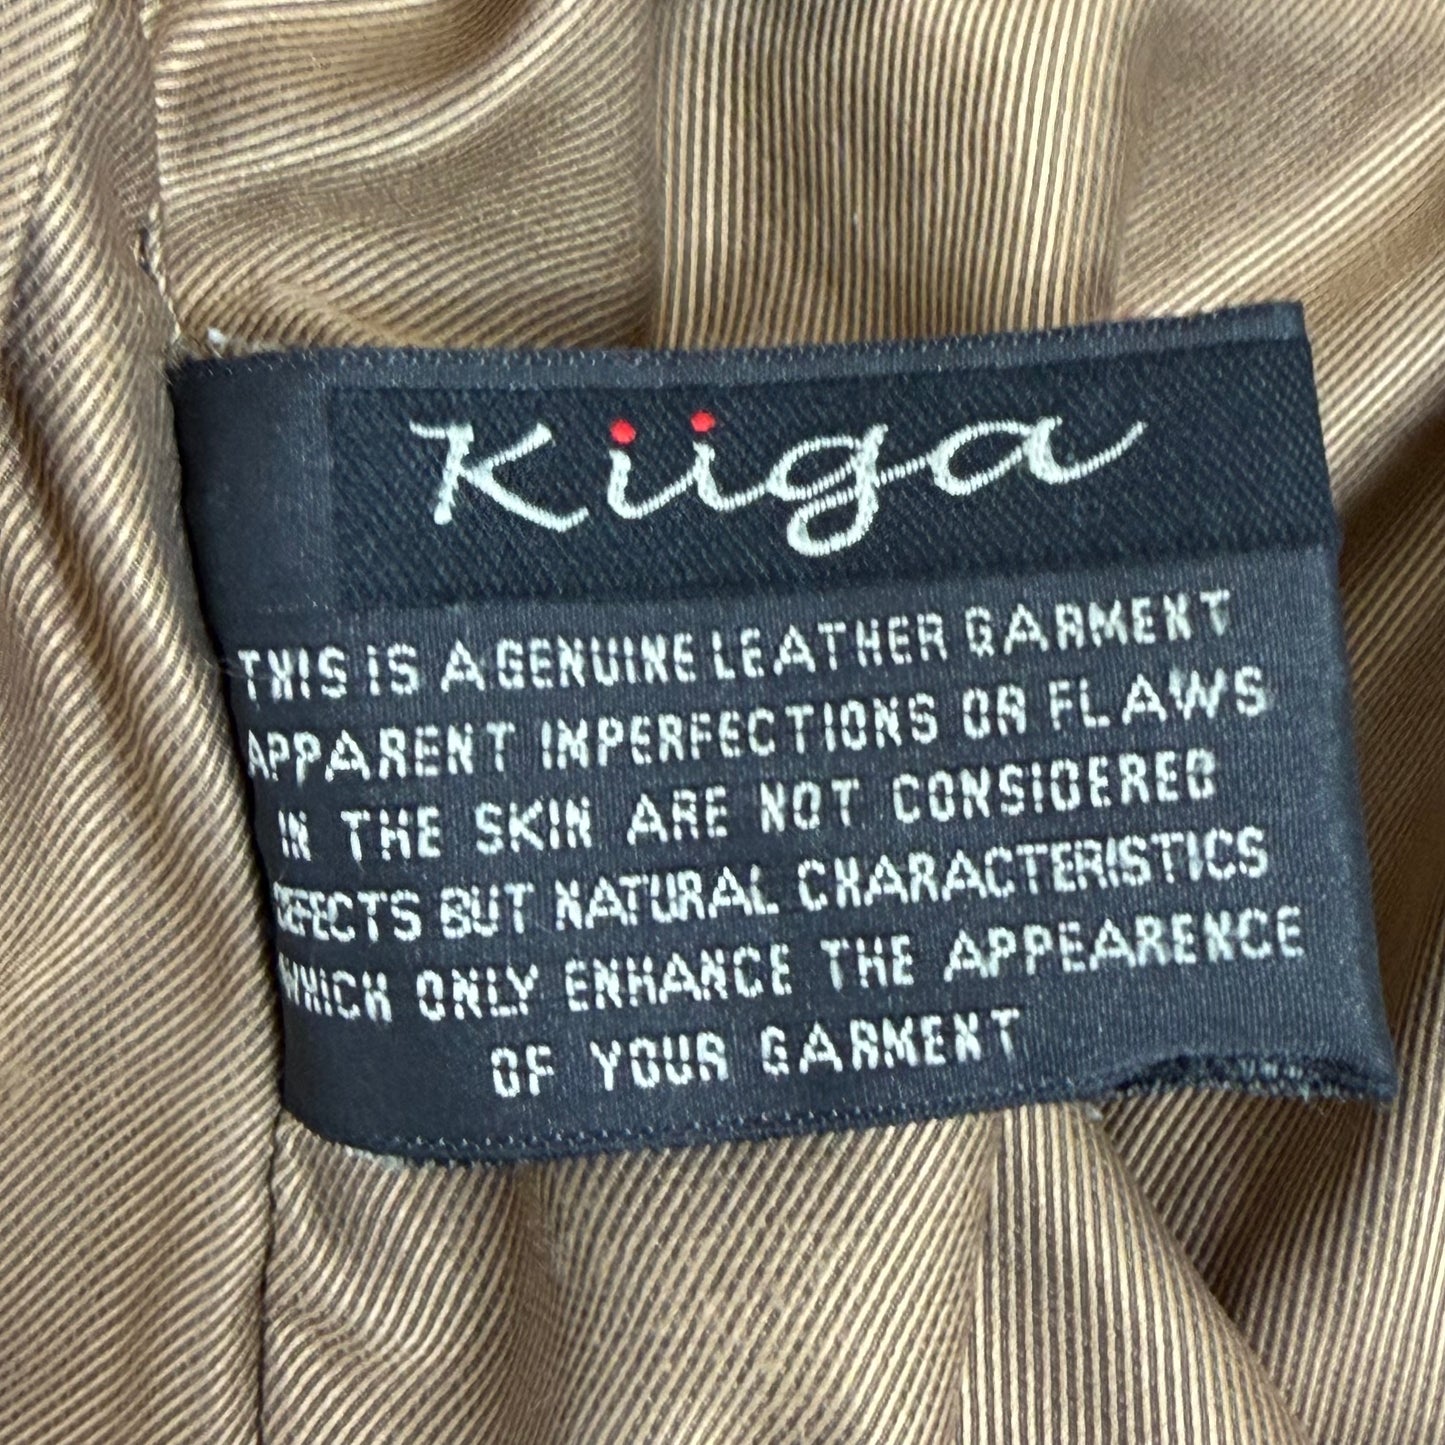 Kiiga
THIS IS A GENUINE LEATHER GARMENT
APPARENT IMPERFECTIONS OR FLAWS
IN THE SKIN ARE NOT CONSIDERED
DEFECTS BUT NATURAL CHARACTERISTICS
WHICH ONLY ENHANCE THE APPEARENCE
OF YOUR GARMENT